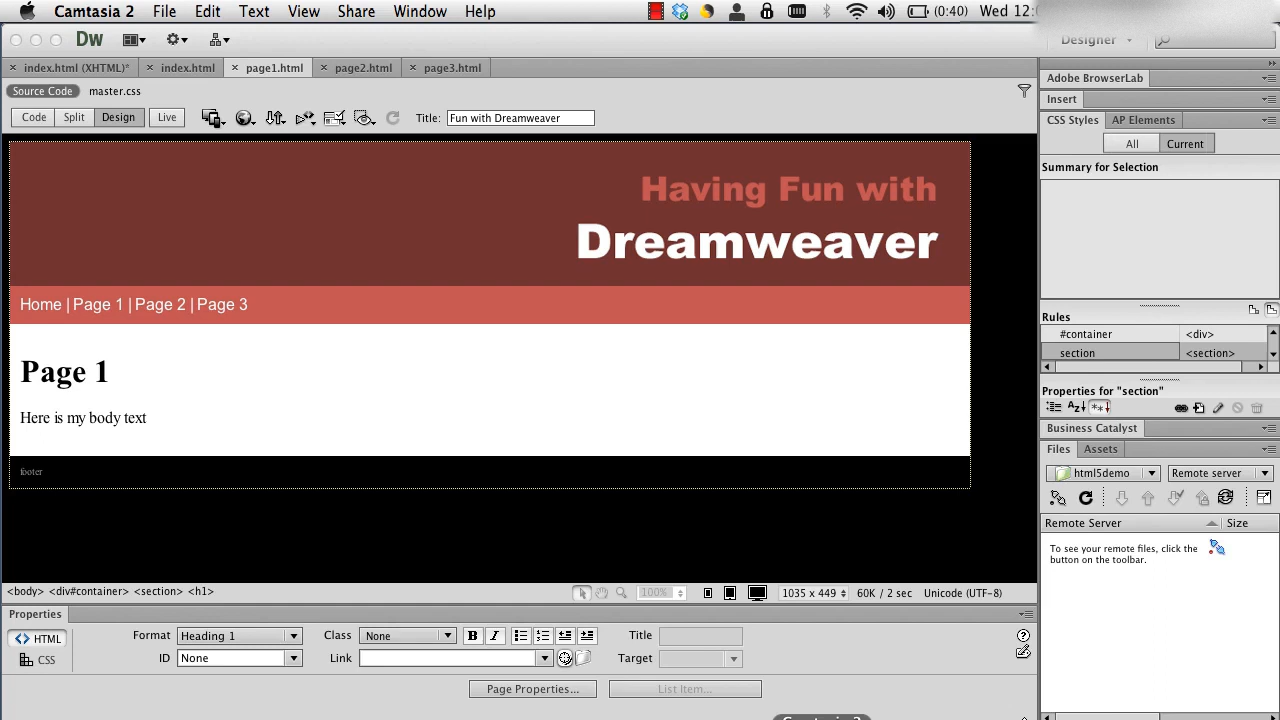 Camtasia 2 File Edit Text View Share Window Help (0:40) Wed 12:0
Dw Designer
index.html (XHTML)* index.html page1.html page2.html page3.html
Source Code master.css
Code Split Design Live Title: Fun with Dreamweaver
Having Fun with
Dreamweaver
Home | Page 1 | Page 2 | Page 3
Page 1
Here is my body text
footer
<body> <div#container> <section> <h1> 100% 1035 x 449 60K / 2 sec Unicode (UTF-8)
Properties
HTML Format Heading 1 Class None B I Title
CSS ID None Link Target
Page Properties... List Item...
Adobe BrowserLab
Insert
CSS Styles AP Elements
All Current
Summary for Selection
Rules
#container <div>
section <section>
Properties for "section"
Business Catalyst
Files Assets
html5demo Remote server
Remote Server Size
To see your remote files, click the
button on the toolbar.